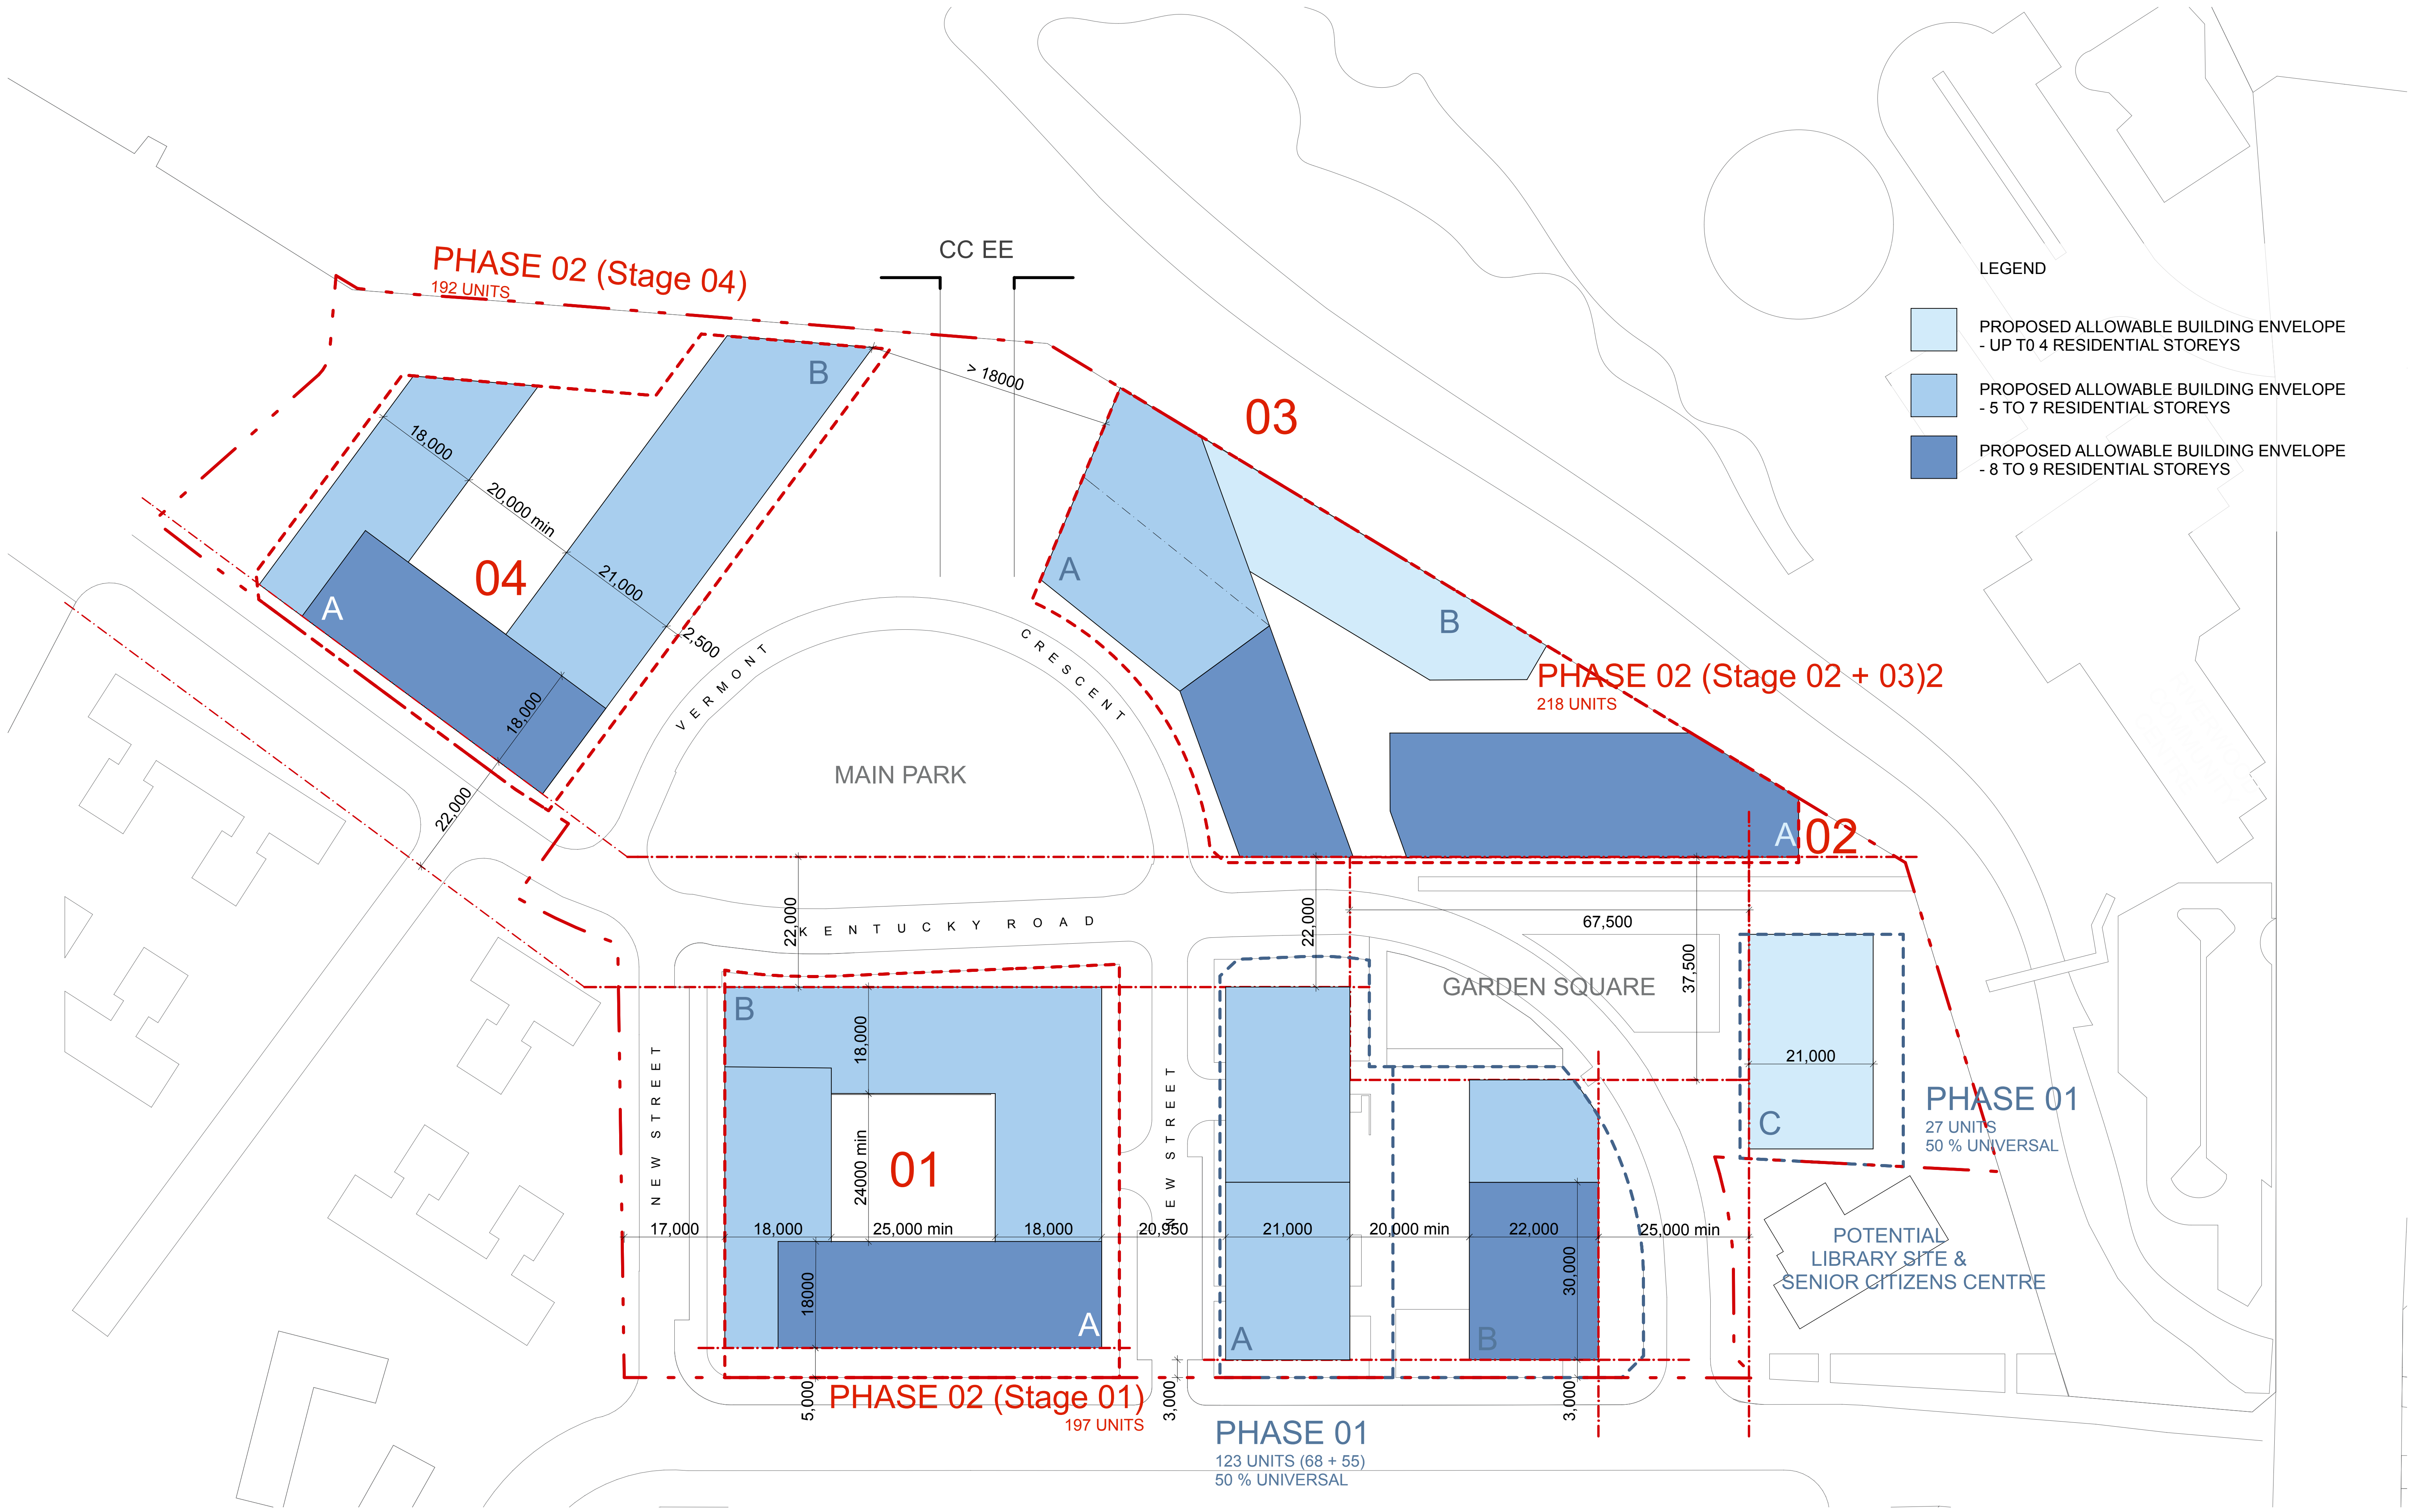 CC EE
PHASE 02 (Stage 04)
192 UNITS
LEGEND
PROPOSED ALLOWABLE BUILDING ENVELOPE
- UP T0 4 RESIDENTIAL STOREYS
PROPOSED ALLOWABLE BUILDING ENVELOPE
- 5 TO 7 RESIDENTIAL STOREYS
PROPOSED ALLOWABLE BUILDING ENVELOPE
- 8 TO 9 RESIDENTIAL STOREYS
B
> 18000
03
18,000
20,000 min
04
21,000
A
2,500
18,000
22,000
A
B
VERMONT
CRESCENT
PHASE 02 (Stage 02 + 03)2
218 UNITS
MAIN PARK
A
02
22,000
KENTUCKY ROAD
22,000
67,500
37,500
GARDEN SQUARE
B
18,000
NEW STREET
24000 min
01
NEW STREET
21,000
C
PHASE 01
27 UNITS
50 % UNIVERSAL
17,000
18,000
25,000 min
18,000
20,950
21,000
20,000 min
22,000
25,000 min
POTENTIAL
LIBRARY SITE &
SENIOR CITIZENS CENTRE
18000
30,000
A
A
B
5,000
3,000
3,000
PHASE 02 (Stage 01)
197 UNITS
PHASE 01
123 UNITS (68 + 55)
50 % UNIVERSAL